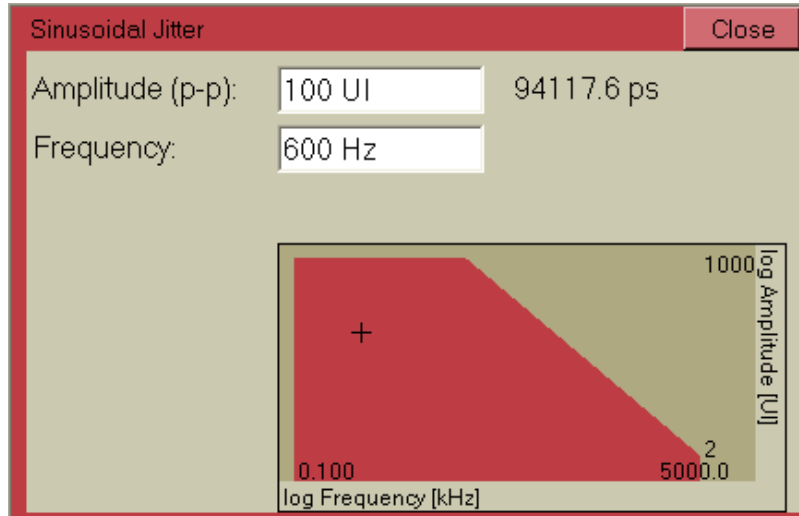 Sinusoidal Jitter
Close
Amplitude (p-p):
100 UI
94117.6 ps
Frequency:
600 Hz
1000
log Amplitude [UI]
2
0.100
5000.0
log Frequency [kHz]